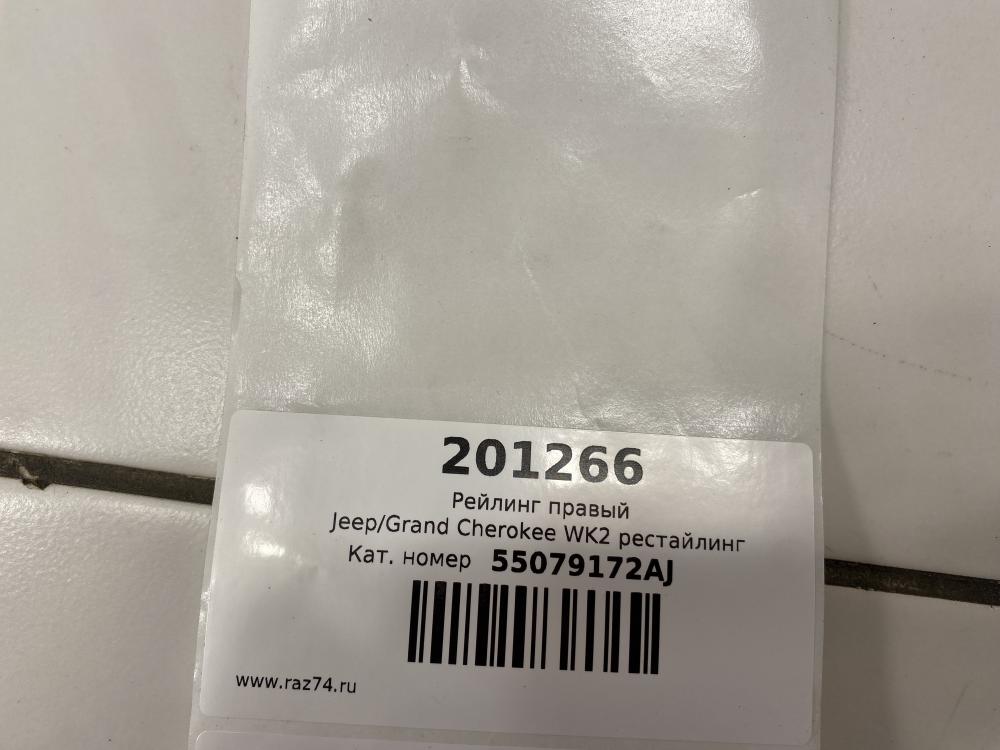 201266
Рейлинг правый
Jeep/Grand Cherokee WK2 рестайлинг
Кат. номер 55079172AJ
www.raz74.ru